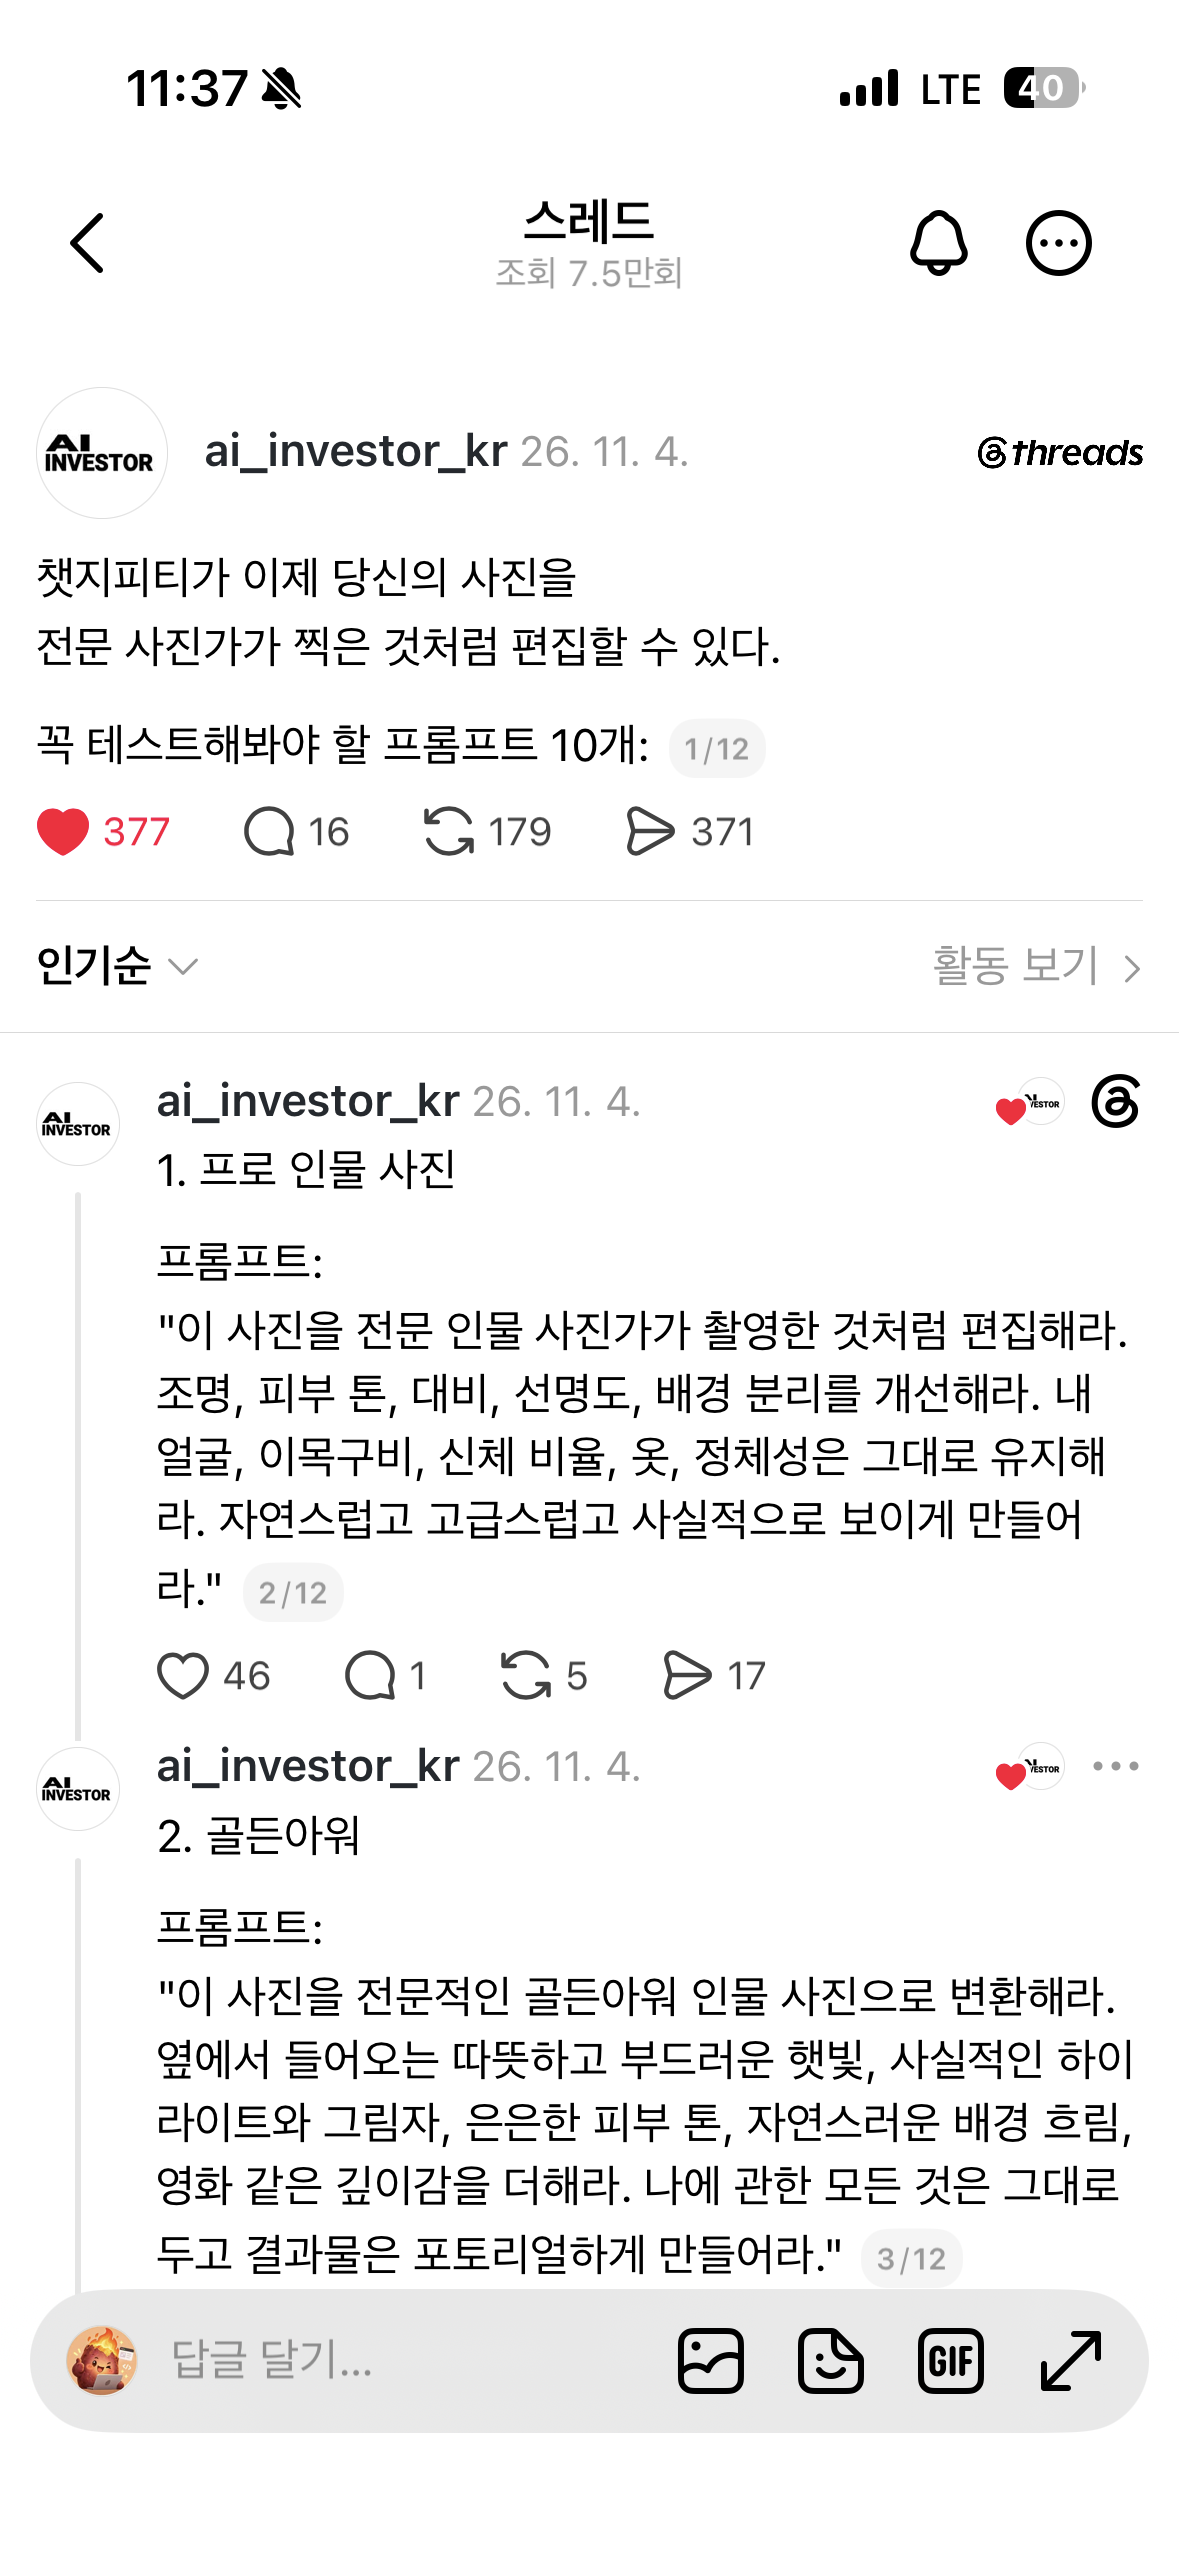 11:37
LTE 40
스레드
조회 7.5만회
AI
INVESTOR
ai_investor_kr 26. 11. 4.
threads
챗지피티가 이제 당신의 사진을
전문 사진가가 찍은 것처럼 편집할 수 있다.
꼭 테스트해봐야 할 프롬프트 10개: 1/12
377 16 179 371
인기순
활동 보기
AI
INVESTOR
ai_investor_kr 26. 11. 4.
1. 프로 인물 사진
프롬프트:
"이 사진을 전문 인물 사진가가 촬영한 것처럼 편집해라.
조명, 피부 톤, 대비, 선명도, 배경 분리를 개선해라. 내
얼굴, 이목구비, 신체 비율, 옷, 정체성은 그대로 유지해
라. 자연스럽고 고급스럽고 사실적으로 보이게 만들어
라." 2/12
46 1 5 17
AI
INVESTOR
ai_investor_kr 26. 11. 4.
2. 골든아워
프롬프트:
"이 사진을 전문적인 골든아워 인물 사진으로 변환해라.
옆에서 들어오는 따뜻하고 부드러운 햇빛, 사실적인 하이
라이트와 그림자, 은은한 피부 톤, 자연스러운 배경 흐림,
영화 같은 깊이감을 더해라. 나에 관한 모든 것은 그대로
두고 결과물은 포토리얼하게 만들어라." 3/12
답글 달기...
GIF